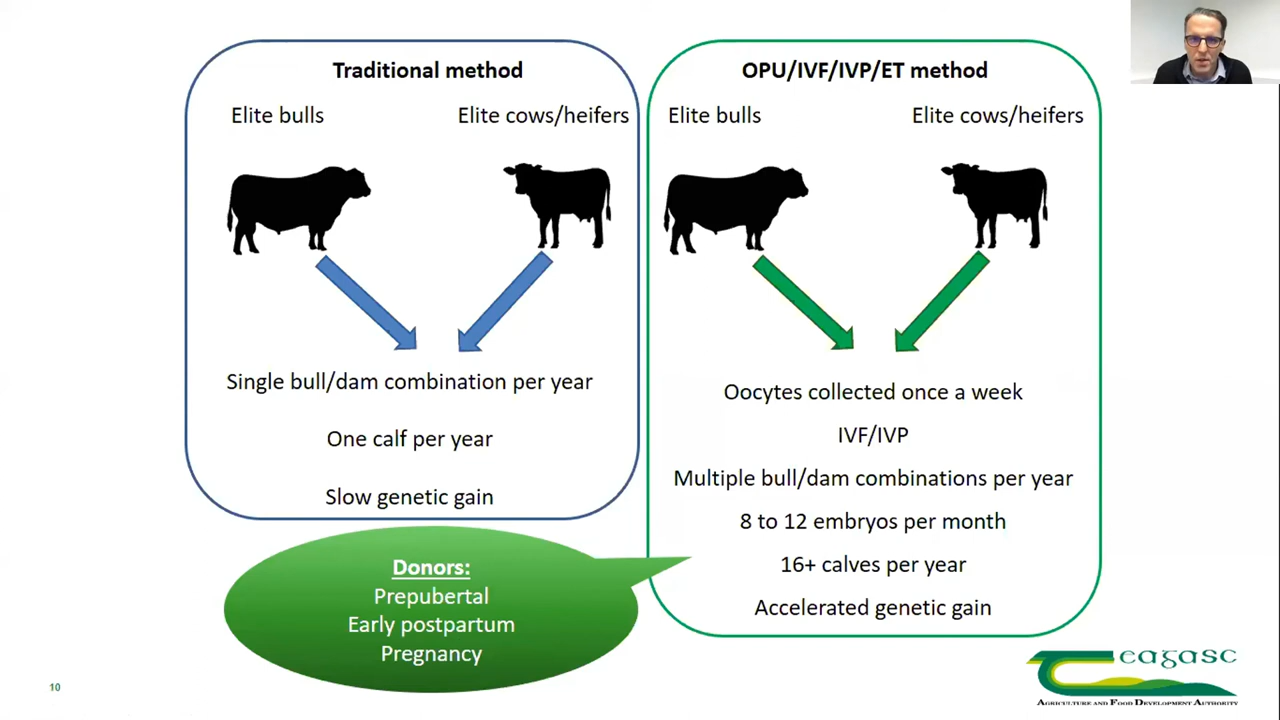 Traditional method
Elite bulls
Elite cows/heifers
Single bull/dam combination per year
One calf per year
Slow genetic gain
OPU/IVF/IVP/ET method
Elite bulls
Elite cows/heifers
Oocytes collected once a week
IVF/IVP
Multiple bull/dam combinations per year
8 to 12 embryos per month
16+ calves per year
Accelerated genetic gain
Donors:
Prepubertal
Early postpartum
Pregnancy
10
teagasc
AGRICULTURE AND FOOD DEVELOPMENT AUTHORITY